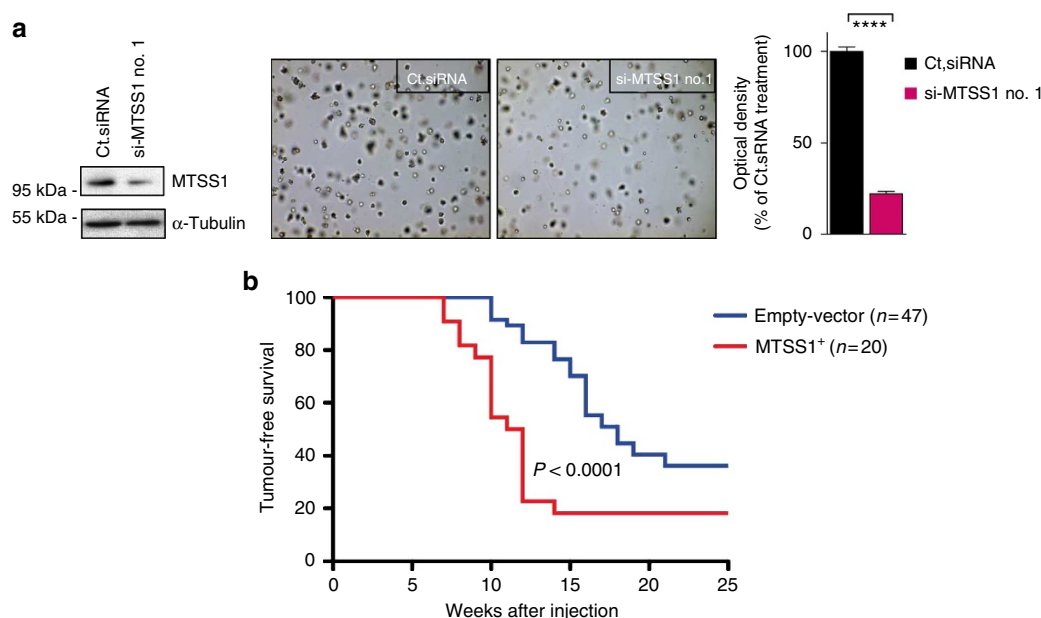 a
Ct.siRNA
si-MTSS1 no. 1
95 kDa -
MTSS1
55 kDa -
α-Tubulin
Ct.siRNA
si-MTSS1 no.1
Optical density
(% of Ct.sRNA treatment)
100
50
0
****
Ct,siRNA
si-MTSS1 no. 1
b
Tumour-free survival
100
80
60
40
20
0
0 5 10 15 20 25
Weeks after injection
P < 0.0001
Empty-vector (n=47)
MTSS1+ (n=20)